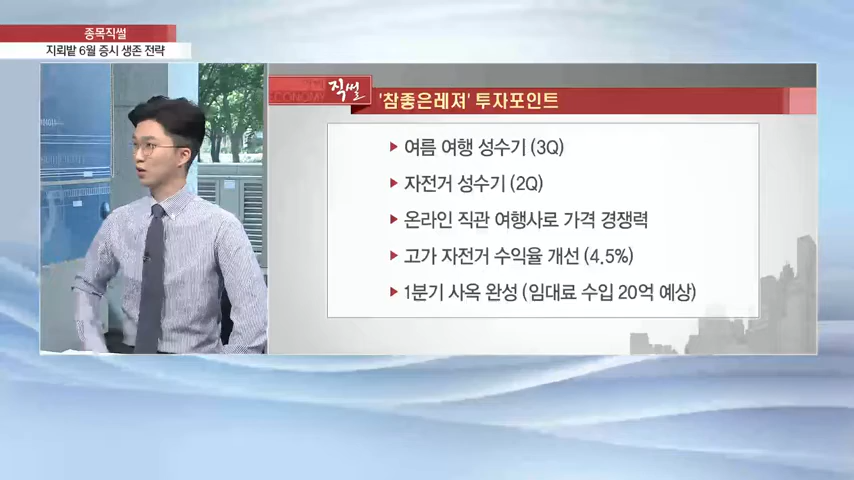 종목직썰
지뢰밭 6월 증시 생존 전략
직썰
ECONOMY
'참좋은레져' 투자포인트
▶ 여름 여행 성수기 (3Q)
▶ 자전거 성수기 (2Q)
▶ 온라인 직관 여행사로 가격 경쟁력
▶ 고가 자전거 수익율 개선 (4.5%)
▶ 1분기 사옥 완성 (임대료 수입 20억 예상)